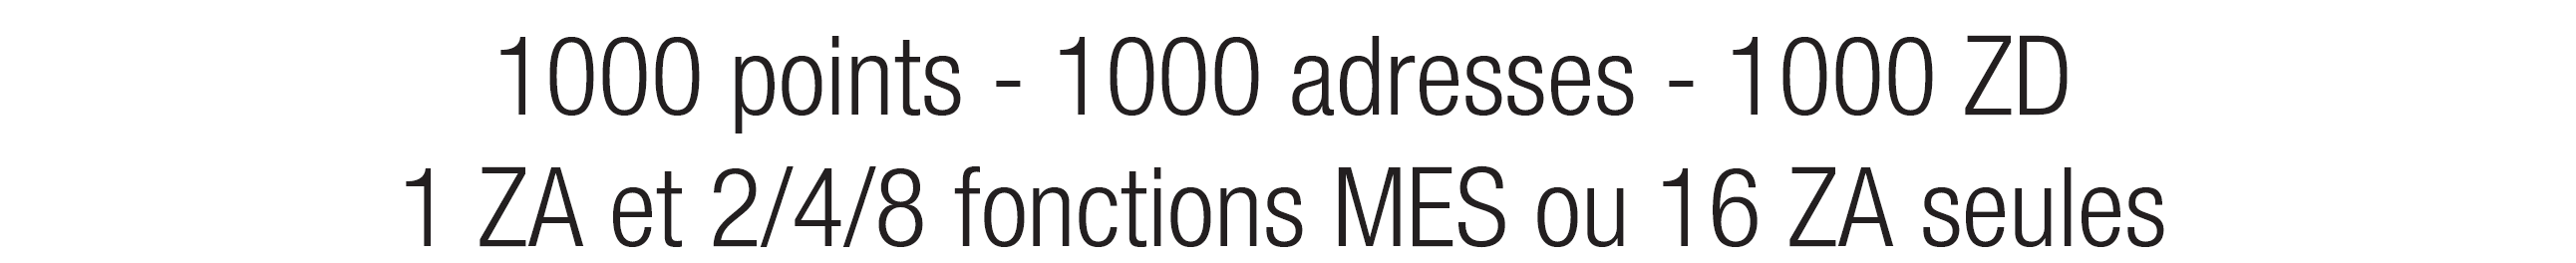 1000 points - 1000 adresses - 1000 ZD
1 ZA et 2/4/8 fonctions MES ou 16 ZA seules